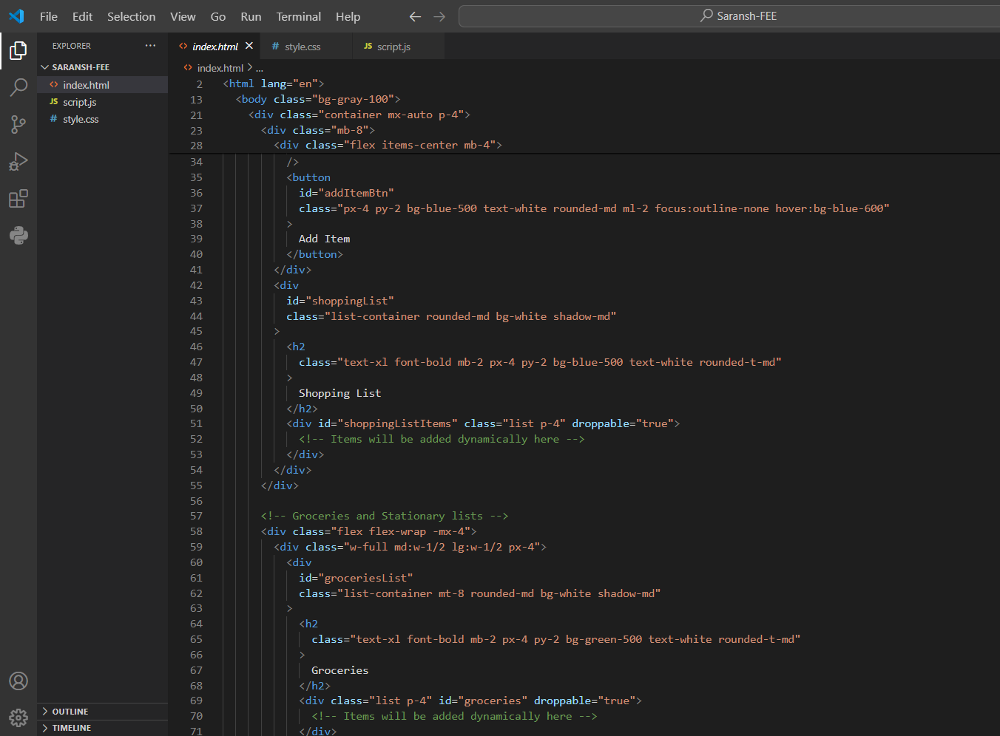 File Edit Selection View Go Run Terminal Help
Saransh-FEE
EXPLORER
SARANSH-FEE
index.html
script.js
style.css
OUTLINE
TIMELINE
index.html
style.css
JS script.js
index.html > ...
2 <html lang="en">
13 <body class="bg-gray-100">
21 <div class="container mx-auto p-4">
23 <div class="mb-8">
28 <div class="flex items-center mb-4">
34 />
35 <button
36 id="addItemBtn"
37 class="px-4 py-2 bg-blue-500 text-white rounded-md ml-2 focus:outline-none hover:bg-blue-600"
38 >
39 Add Item
40 </button>
41 </div>
42 <div
43 id="shoppingList"
44 class="list-container rounded-md bg-white shadow-md"
45 >
46 <h2
47 class="text-xl font-bold mb-2 px-4 py-2 bg-blue-500 text-white rounded-t-md"
48 >
49 Shopping List
50 </h2>
51 <div id="shoppingListItems" class="list p-4" droppable="true">
52 <!-- Items will be added dynamically here -->
53 </div>
54 </div>
55 </div>
56
57 <!-- Groceries and Stationary lists -->
58 <div class="flex flex-wrap -mx-4">
59 <div class="w-full md:w-1/2 lg:w-1/2 px-4">
60 <div
61 id="groceriesList"
62 class="list-container mt-8 rounded-md bg-white shadow-md"
63 >
64 <h2
65 class="text-xl font-bold mb-2 px-4 py-2 bg-green-500 text-white rounded-t-md"
66 >
67 Groceries
68 </h2>
69 <div class="list p-4" id="groceries" droppable="true">
70 <!-- Items will be added dynamically here -->
71 </div>